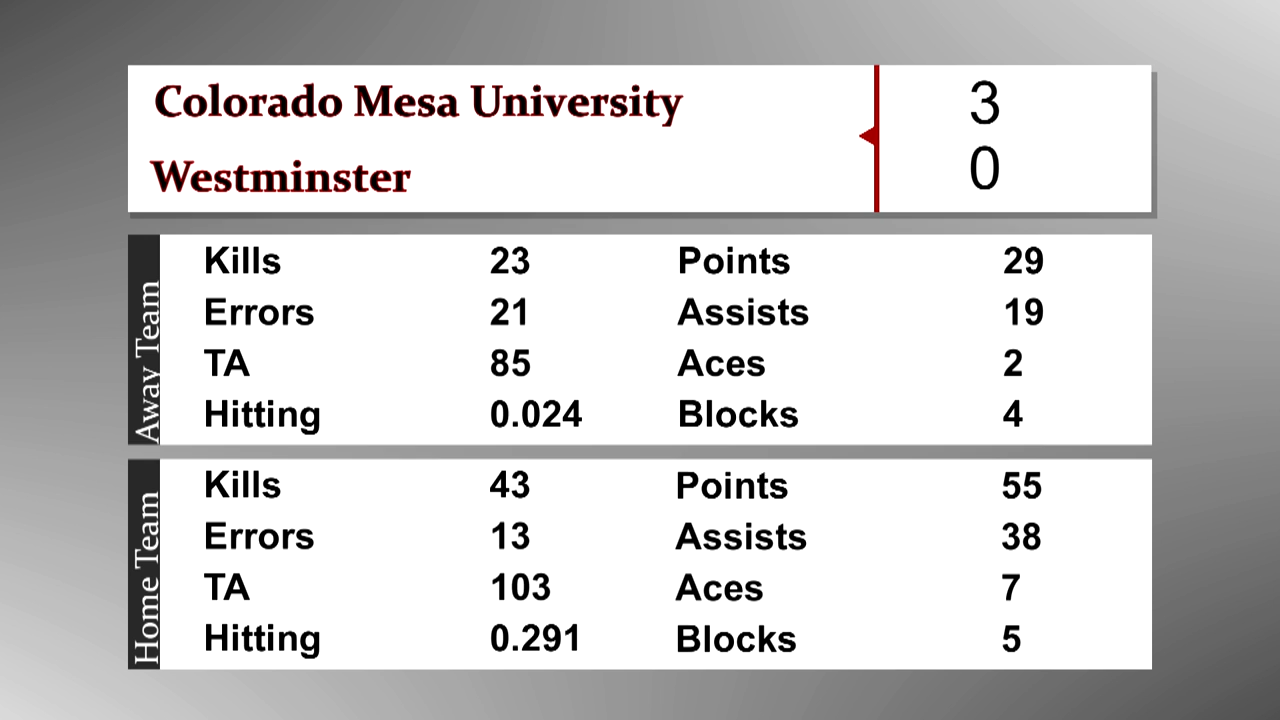 Colorado Mesa University 3
Westminster 0
Away Team
Kills 23 Points 29
Errors 21 Assists 19
TA 85 Aces 2
Hitting 0.024 Blocks 4
Home Team
Kills 43 Points 55
Errors 13 Assists 38
TA 103 Aces 7
Hitting 0.291 Blocks 5